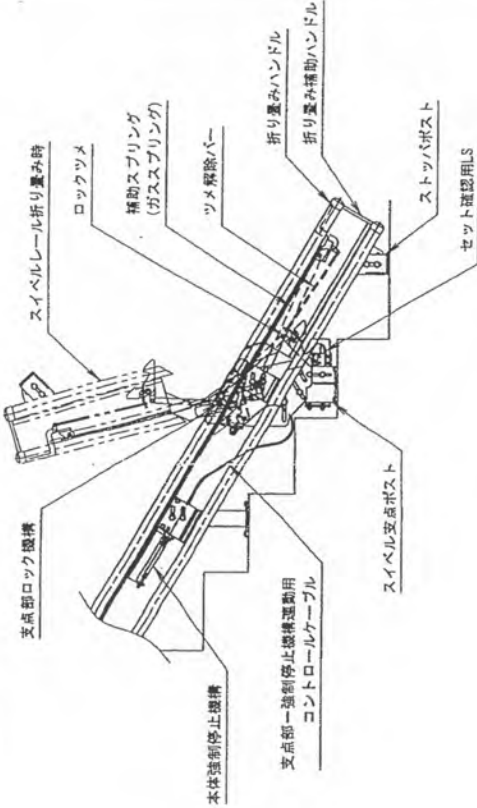 スイベルレール折り畳み時
ロックツメ
補助スプリング
(ガススプリング)
ツメ解除バー
折り畳みハンドル
折り畳み補助ハンドル
支点部ロック機構
本体強制停止機構
支点部ー強制停止機構連動用
コントロールケーブル
スイベル支点ポスト
セット確認用LS
ストッパポスト